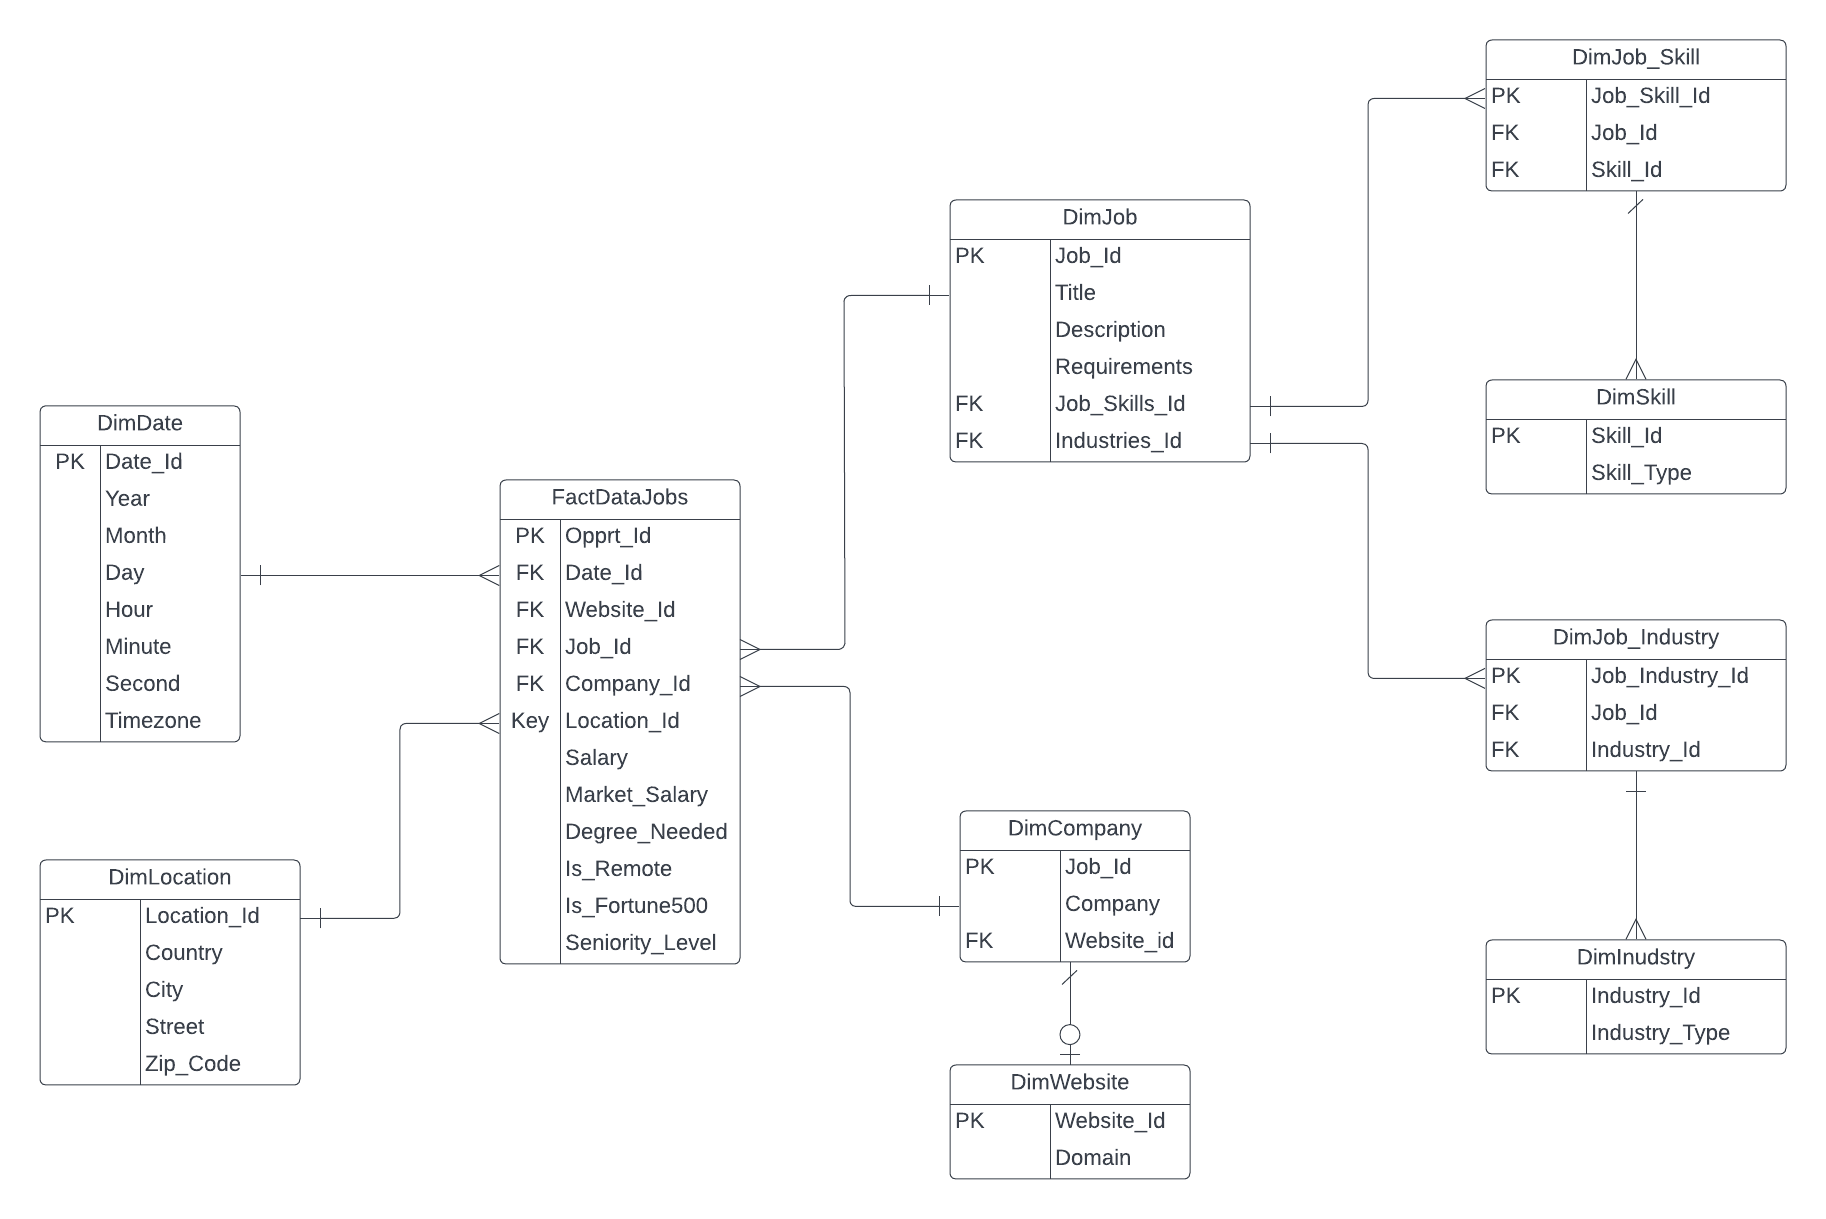 DimJob_Skill
PK Job_Skill_Id
FK Job_Id
FK Skill_Id
DimJob
PK Job_Id
Title
Description
Requirements
FK Job_Skills_Id
FK Industries_Id
DimSkill
PK Skill_Id
Skill_Type
DimDate
PK Date_Id
Year
Month
Day
Hour
Minute
Second
Timezone
FactDataJobs
PK Opprt_Id
FK Date_Id
FK Website_Id
FK Job_Id
FK Company_Id
Key Location_Id
Salary
Market_Salary
Degree_Needed
Is_Remote
Is_Fortune500
Seniority_Level
DimJob_Industry
PK Job_Industry_Id
FK Job_Id
FK Industry_Id
DimCompany
PK Job_Id
Company
FK Website_id
DimLocation
PK Location_Id
Country
City
Street
Zip_Code
DimInudstry
PK Industry_Id
Industry_Type
DimWebsite
PK Website_Id
Domain